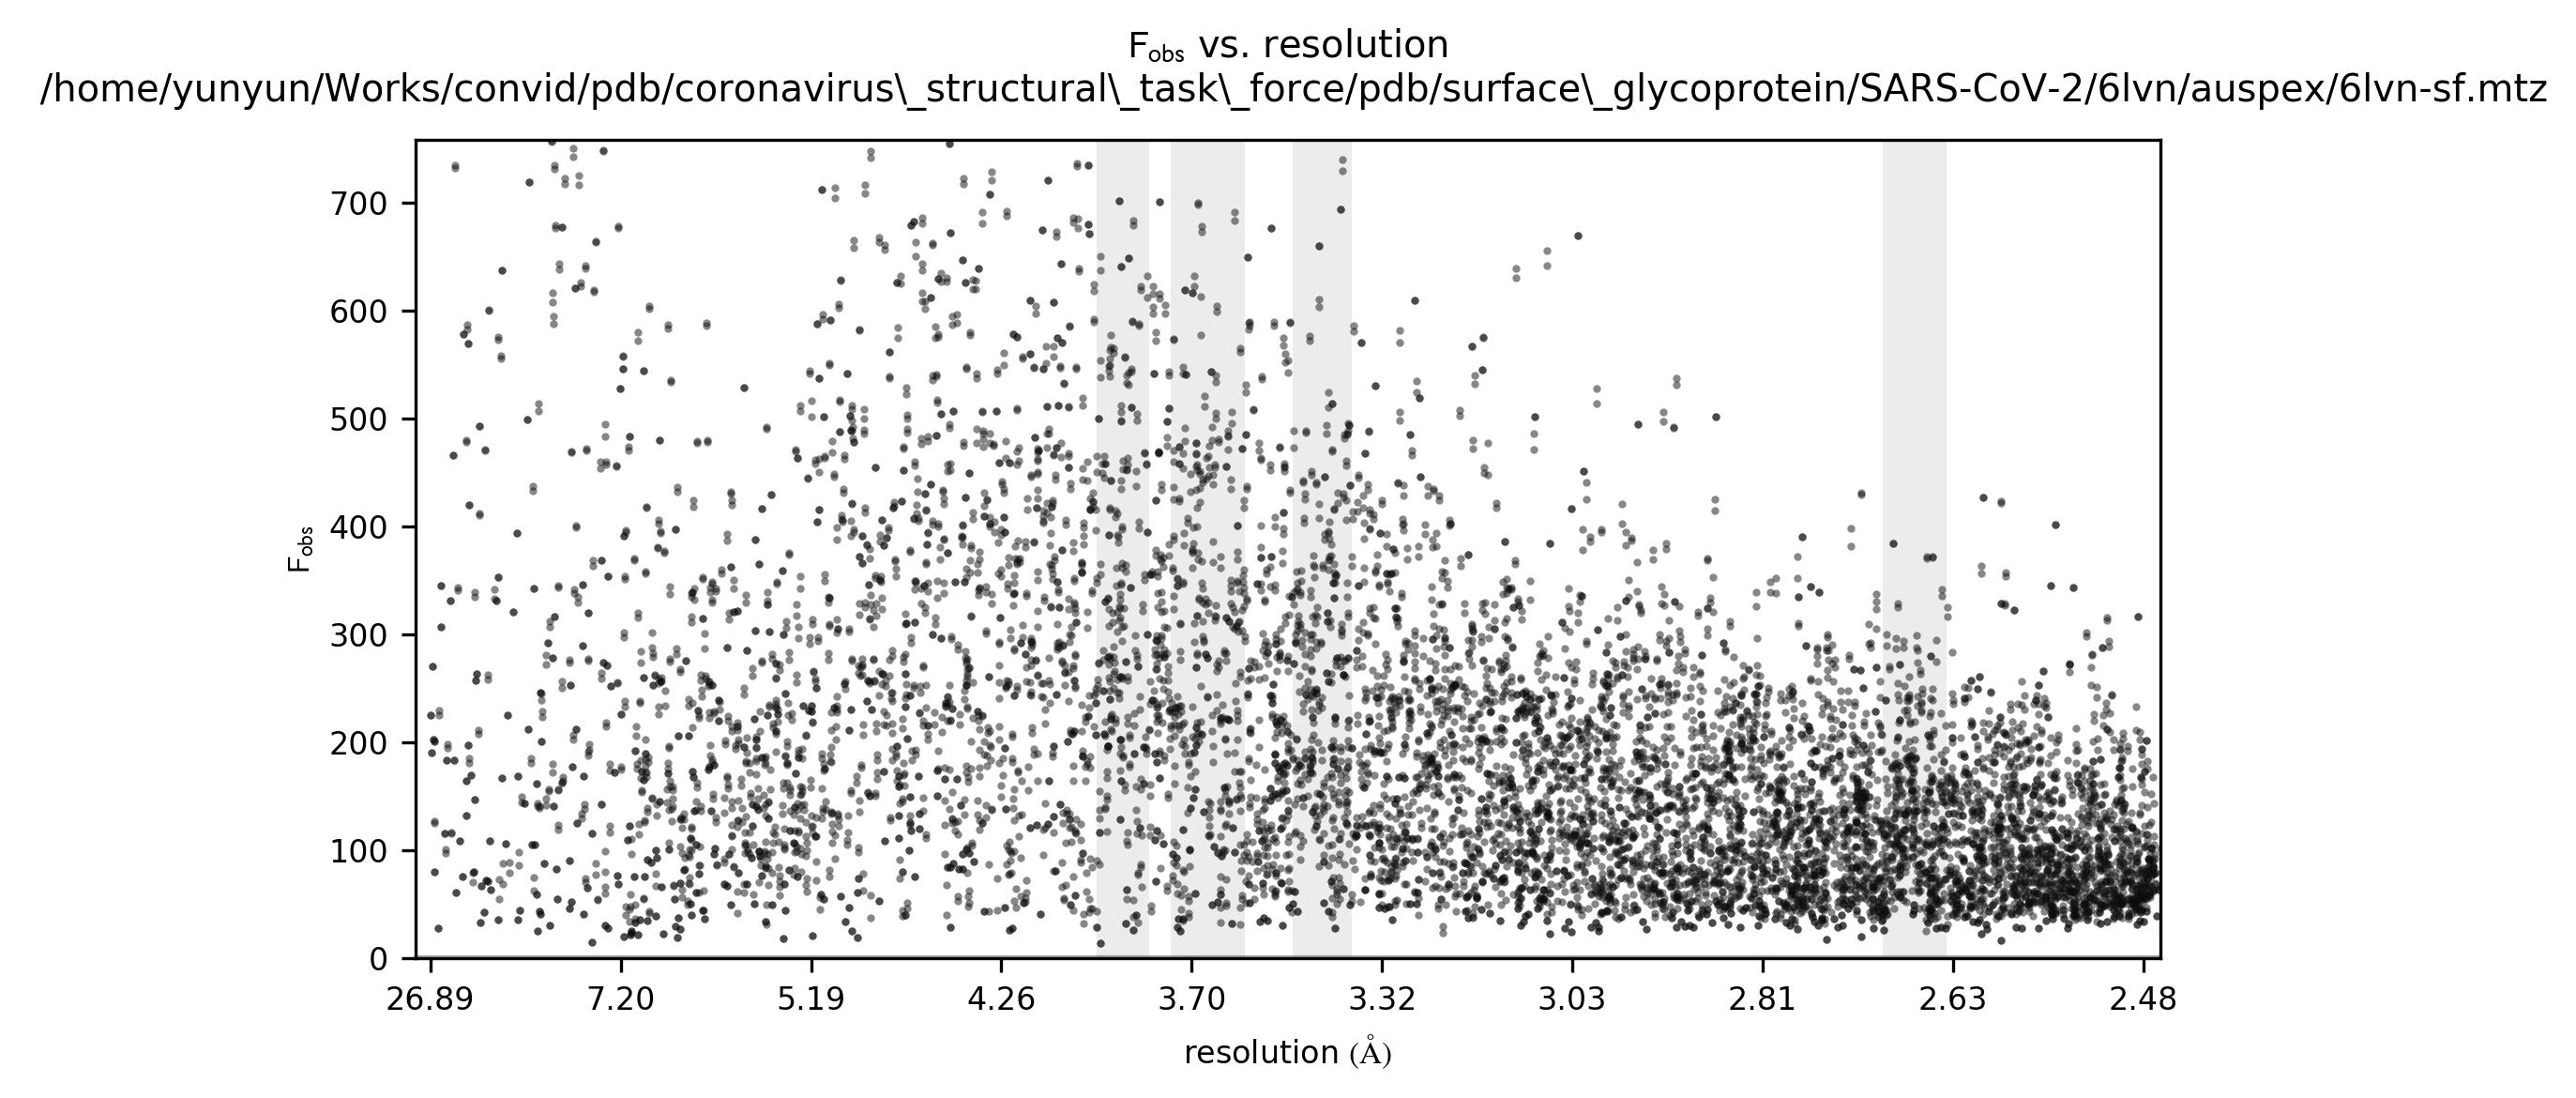 F_obs vs. resolution
/home/yunyun/Works/convid/pdb/coronavirus\_structural\_task\_force/pdb/surface\_glycoprotein/SARS-CoV-2/6lvn/auspex/6lvn-sf.mtz
F_obs
700
600
500
400
300
200
100
0
26.89 7.20 5.19 4.26 3.70 3.32 3.03 2.81 2.63 2.48
resolution (Å)